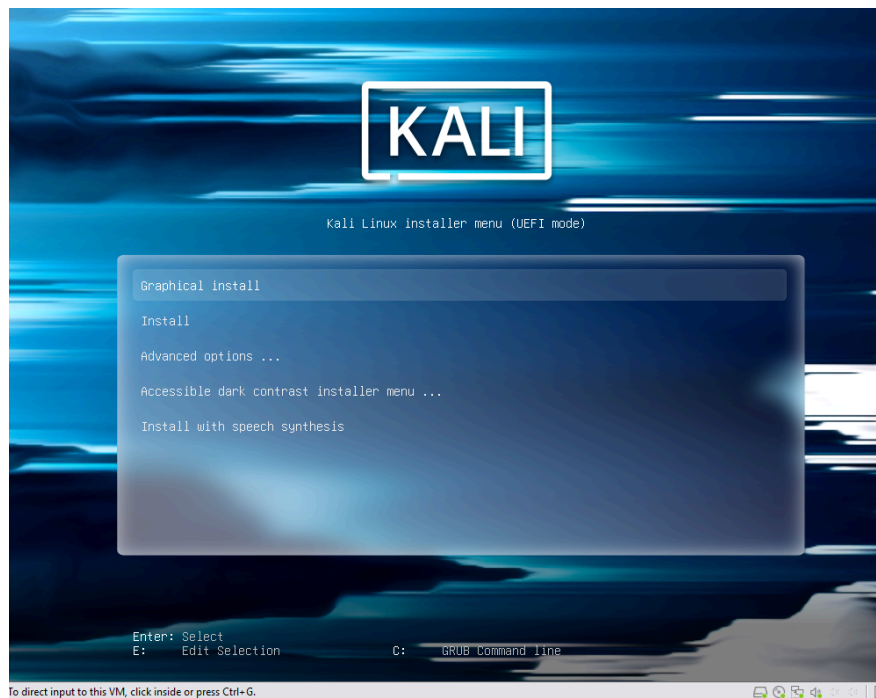 KALI
Kali Linux installer menu (UEFI mode)
Graphical install
Install
Advanced options ...
Accessible dark contrast installer menu ...
Install with speech synthesis
Enter: Select
E: Edit Selection C: GRUB Command line
To direct input to this VM, click inside or press Ctrl+G.